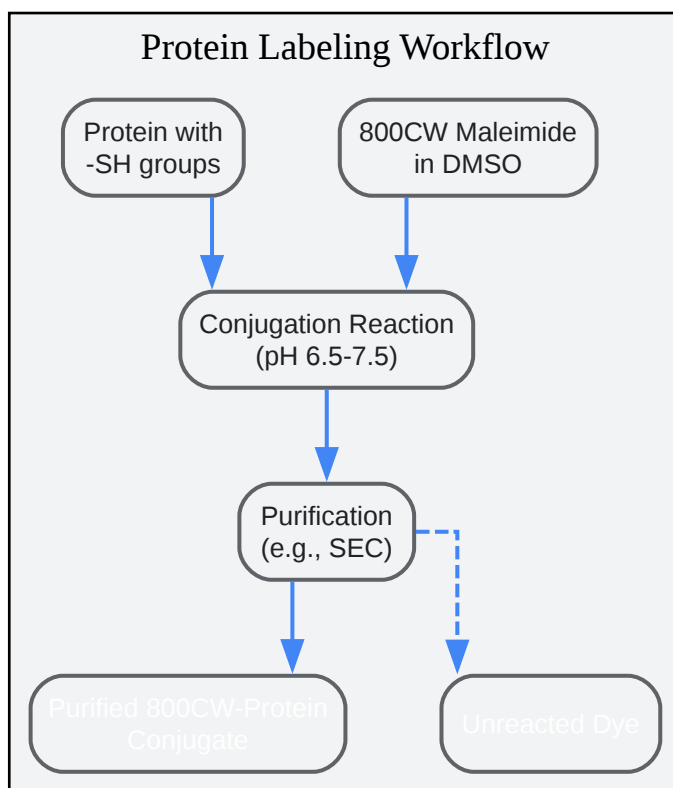 Protein Labeling Workflow
Protein with
-SH groups
800CW Maleimide
in DMSO
Conjugation Reaction
(pH 6.5-7.5)
Purification
(e.g., SEC)
Purified 800CW-Protein
Conjugate
Unreacted Dye